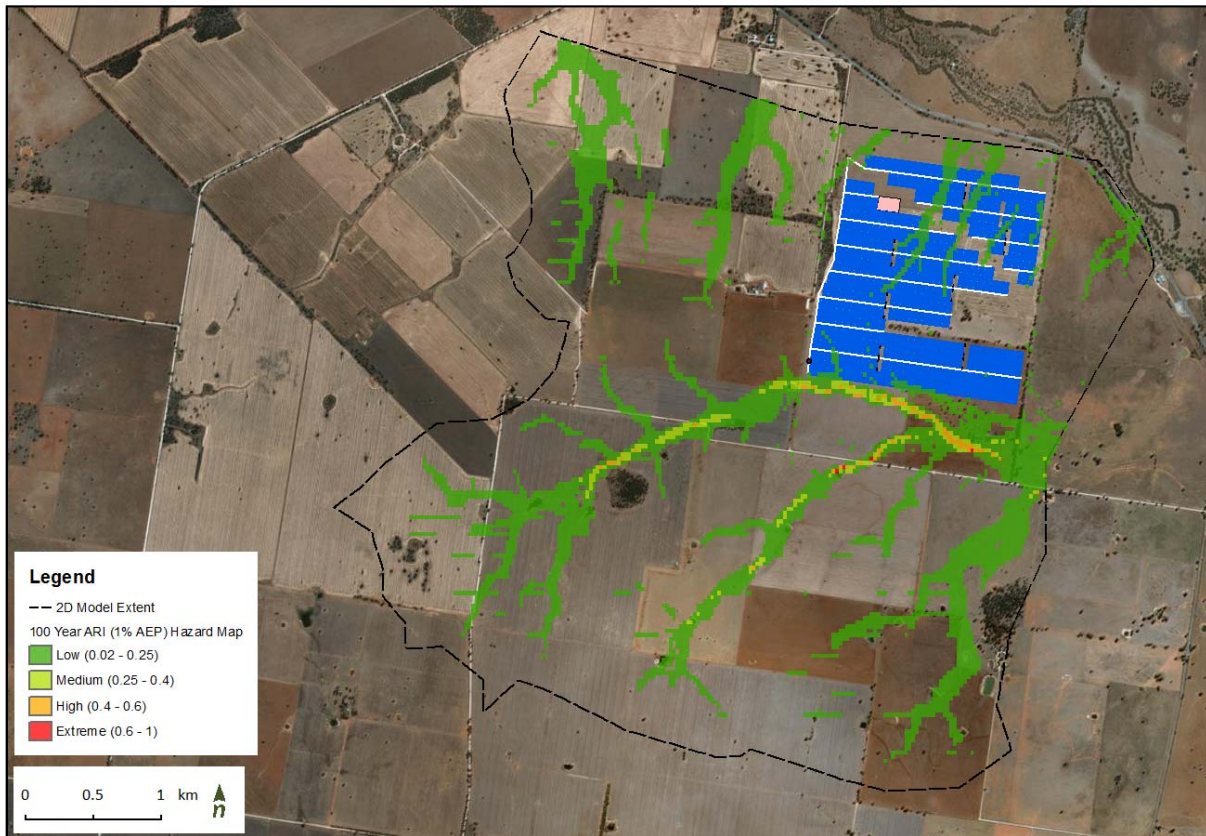 Legend
2D Model Extent
100 Year ARI (1% AEP) Hazard Map
Low (0.02 - 0.25)
Medium (0.25 - 0.4)
High (0.4 - 0.6)
Extreme (0.6 - 1)
0 0.5 1 km
n